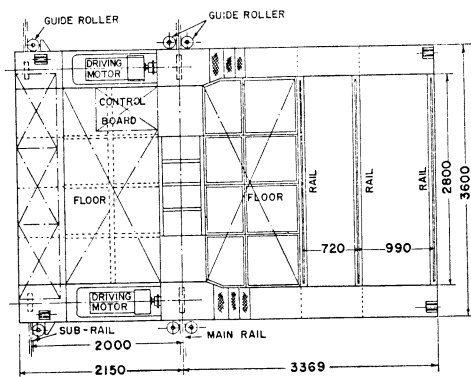 GUIDE ROLLER
GUIDE ROLLER
DRIVING
MOTOR
CONTROL
BOARD
FLOOR
FLOOR
RAIL
RAIL
RAIL
720
990
2800
3600
DRIVING
MOTOR
SUB-RAIL
MAIN RAIL
2000
2150
3369